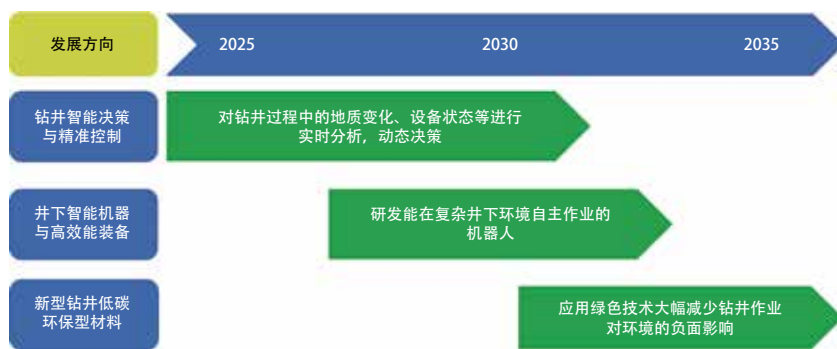 发展方向
2025
2030
2035
钻井智能决策
与精准控制
对钻井过程中的地质变化、设备状态等进行
实时分析，动态决策
井下智能机器
与高效能装备
研发能在复杂井下环境自主作业的
机器人
新型钻井低碳
环保型材料
应用绿色技术大幅减少钻井作业
对环境的负面影响